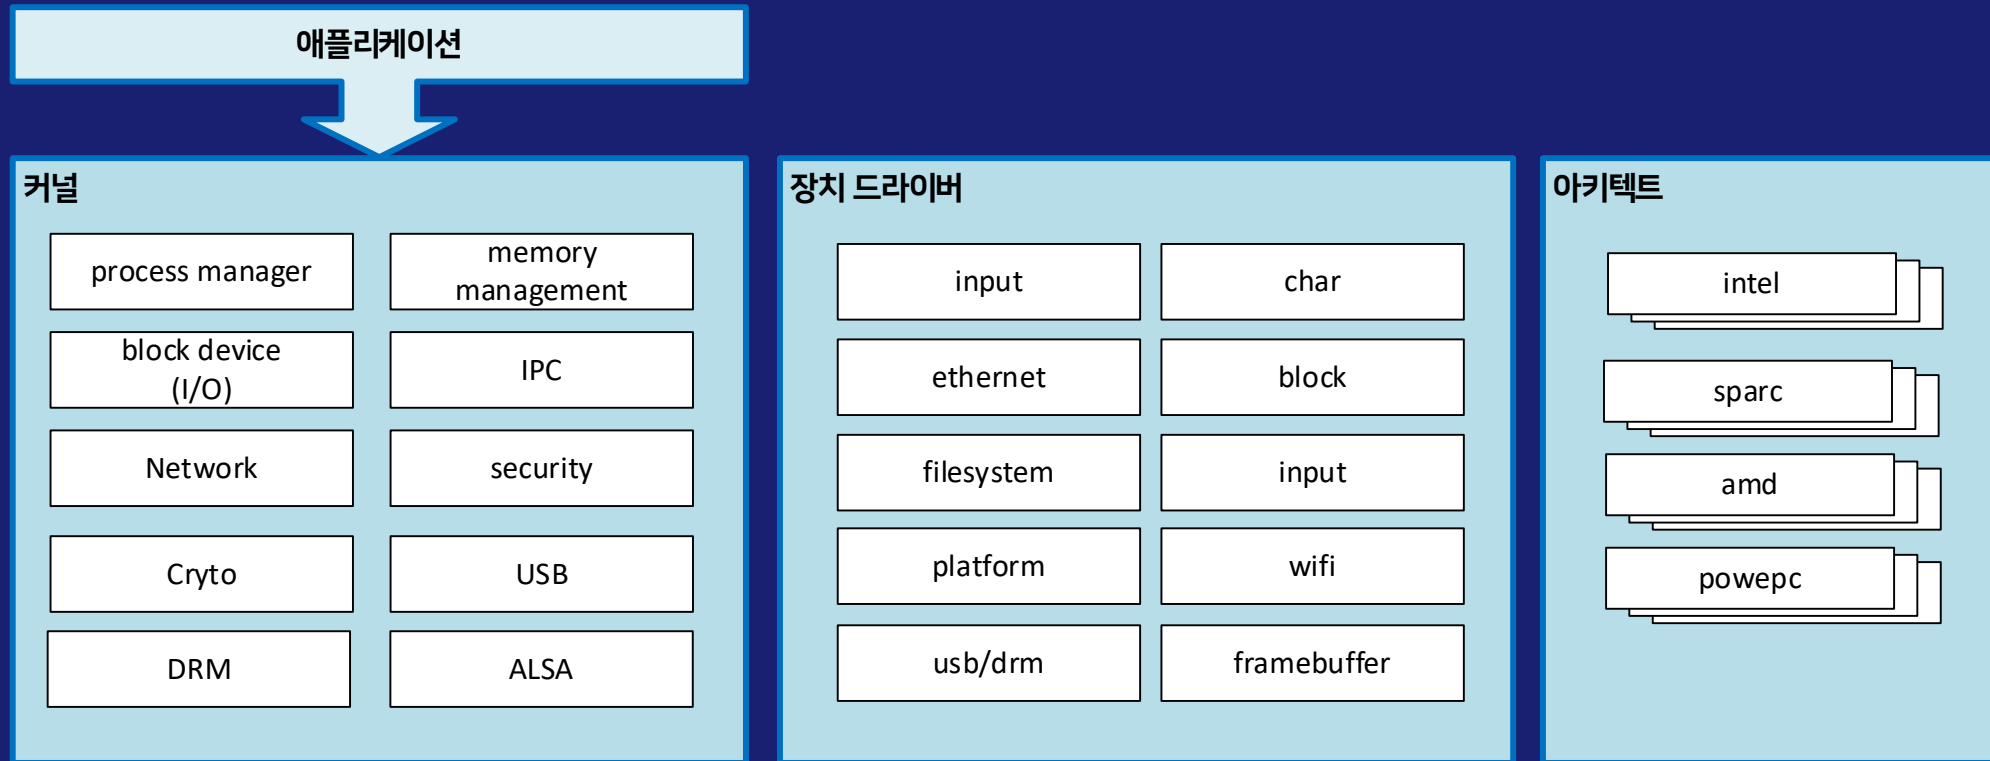 애플리케이션
커널
process manager
memory
management
block device
(I/O)
IPC
Network
security
Cryto
USB
DRM
ALSA
장치 드라이버
input
char
ethernet
block
filesystem
input
platform
wifi
usb/drm
framebuffer
아키텍트
intel
sparc
amd
powepc